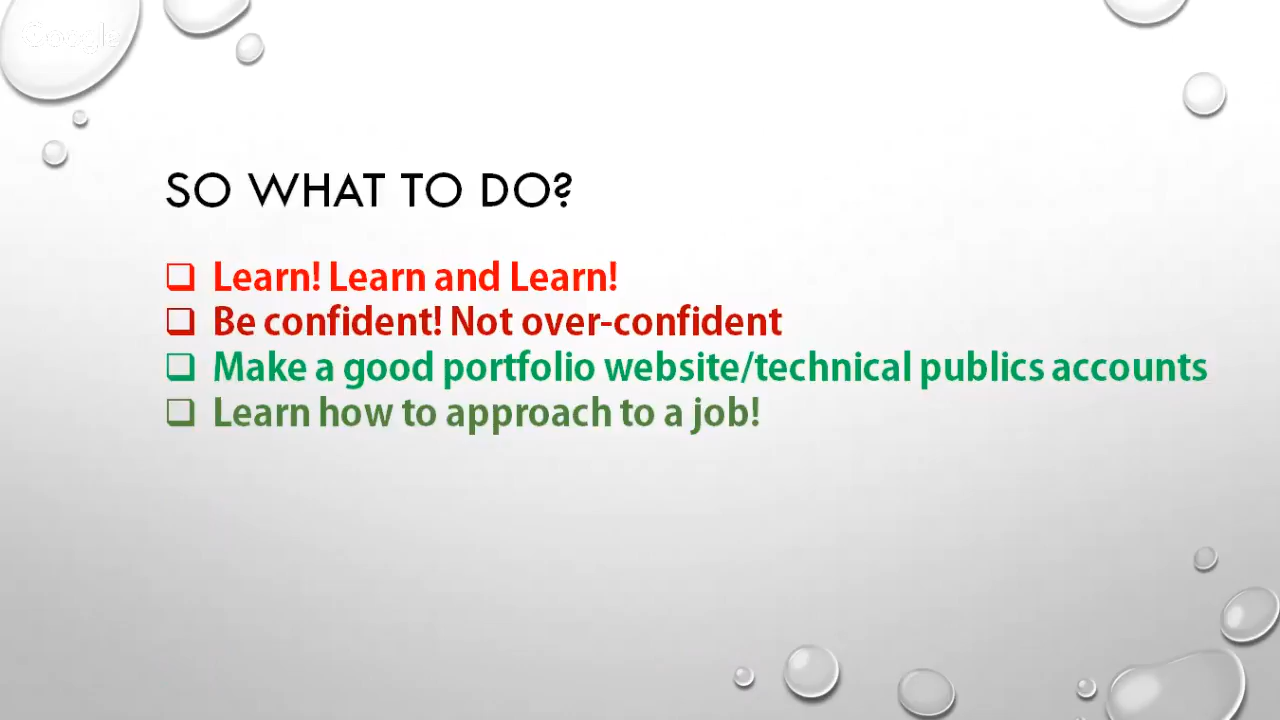 Google
SO WHAT TO DO?
Learn! Learn and Learn!
Be confident! Not over-confident
Make a good portfolio website/technical publics accounts
Learn how to approach to a job!